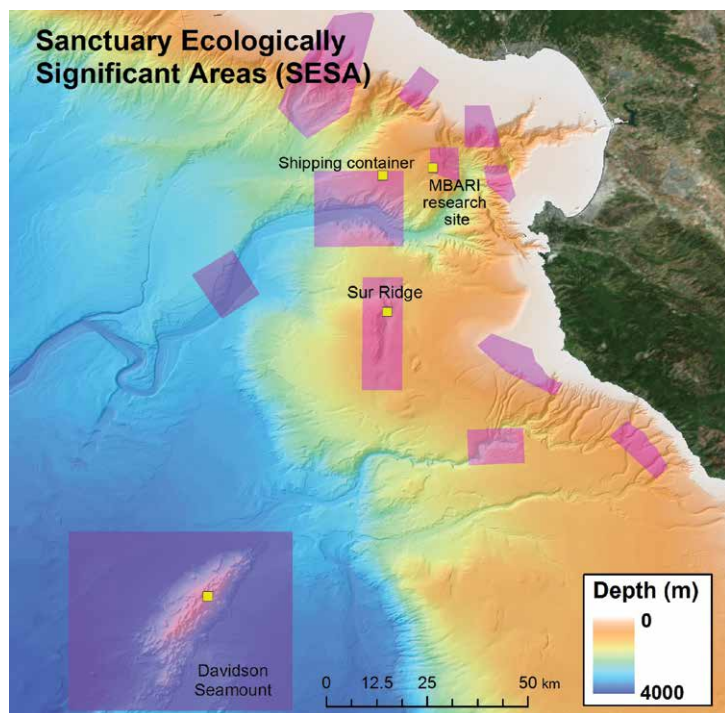 Sanctuary Ecologically
Significant Areas (SESA)
Shipping container
MBARI
research
site
Sur Ridge
Davidson
Seamount
0 12.5 25 50 km
Depth (m)
0
4000